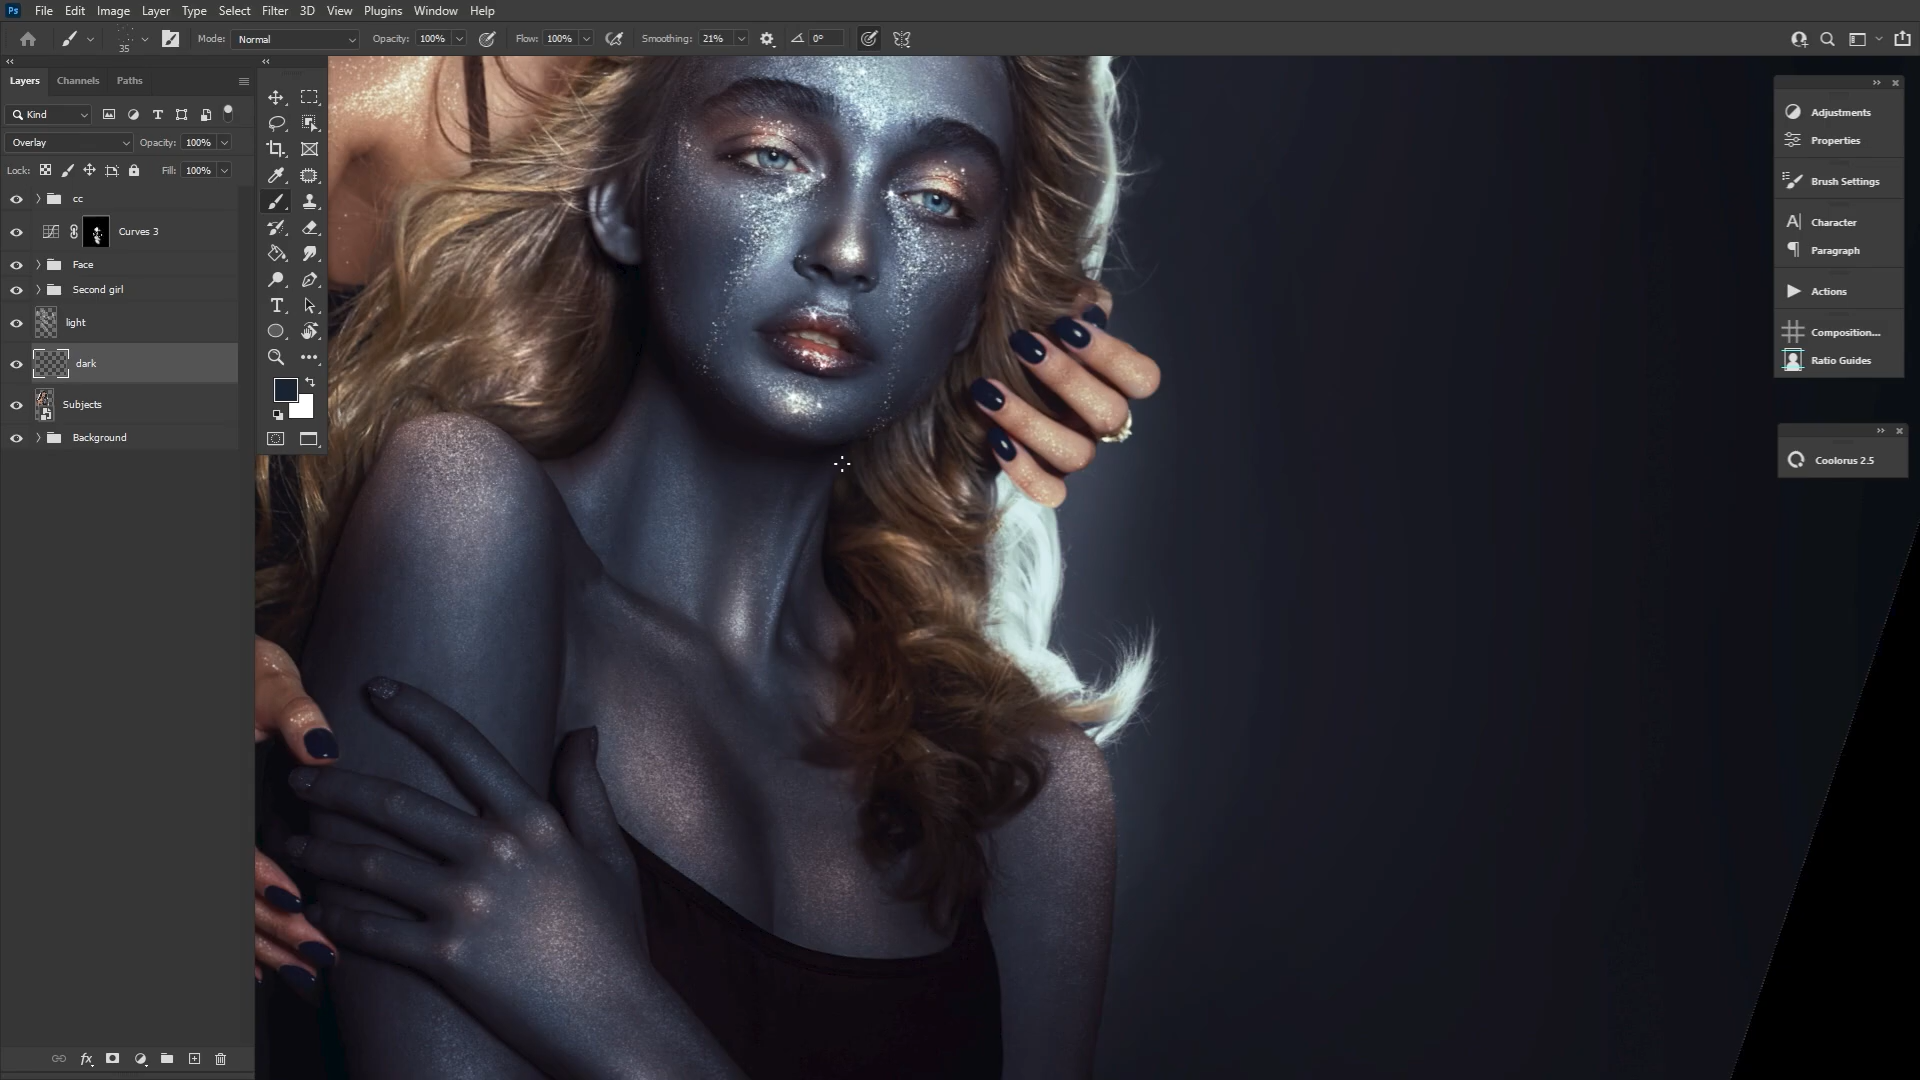 Ps File Edit Image Layer Type Select Filter 3D View Plugins Window Help
35 Mode: Normal Opacity: 100% Flow: 100% Smoothing: 21% 0°
Layers Channels Paths
Kind
Overlay Opacity: 100%
Lock: Fill: 100%
cc
Curves 3
Face
Second girl
light
dark
Subjects
Background
Adjustments
Properties
Brush Settings
Character
Paragraph
Actions
Composition...
Ratio Guides
Coolorus 2.5